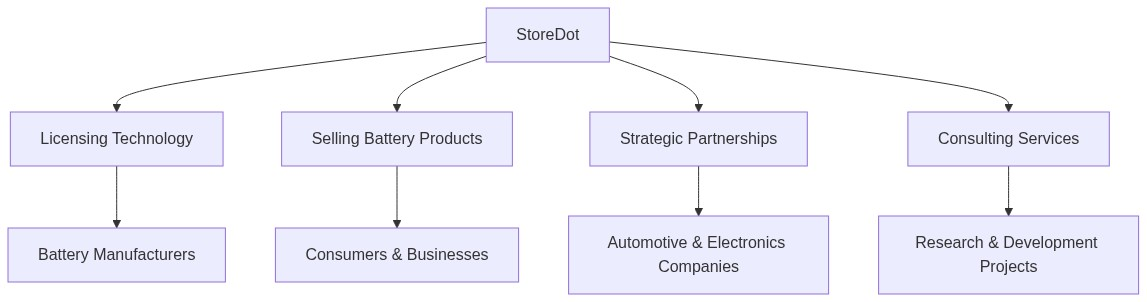 StoreDot
Licensing Technology
Selling Battery Products
Strategic Partnerships
Consulting Services
Battery Manufacturers
Consumers & Businesses
Automotive & Electronics
Companies
Research & Development
Projects